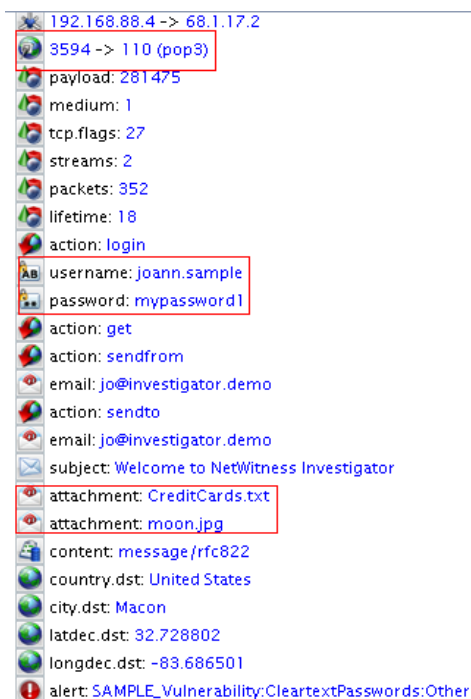 192.168.88.4 -> 68.1.17.2
3594 -> 110 (pop3)
payload: 281475
medium: 1
tcp.flags: 27
streams: 2
packets: 352
lifetime: 18
action: login
username: joann.sample
password: mypassword1
action: get
action: sendfrom
email: jo@investigator.demo
action: sendto
email: jo@investigator.demo
subject: Welcome to NetWitness Investigator
attachment: CreditCards.txt
attachment: moon.jpg
content: message/rfc822
country.dst: United States
city.dst: Macon
latdec.dst: 32.728802
longdec.dst: -83.686501
alert: SAMPLE_Vulnerability:CleartextPasswords:Other